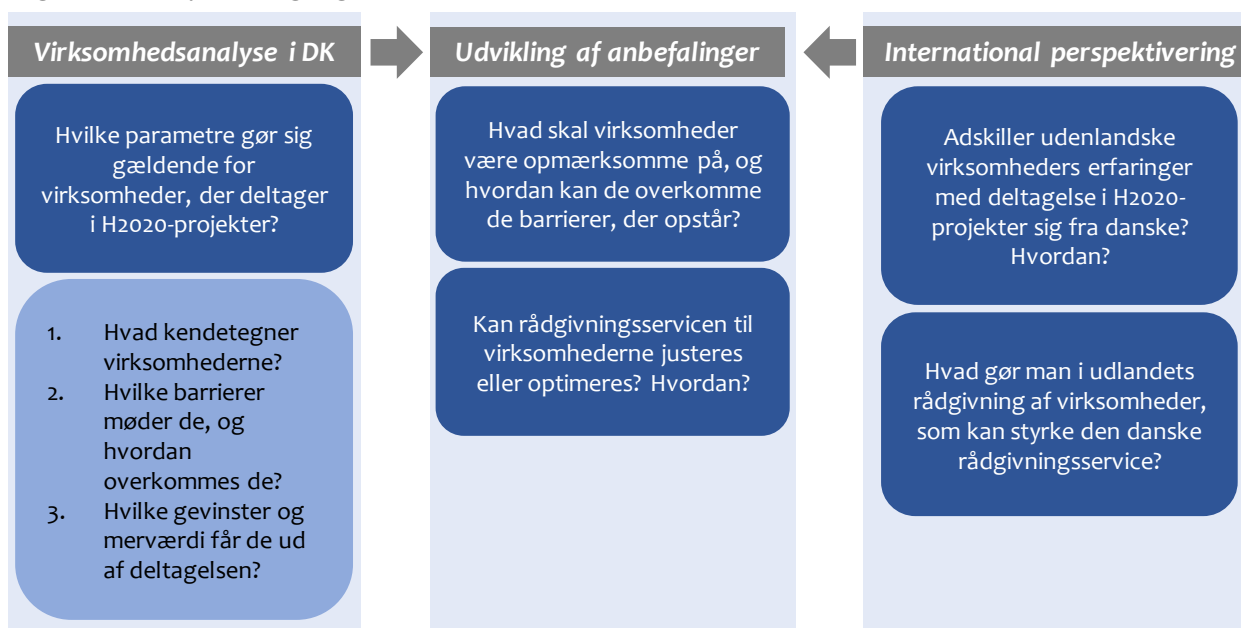 Virksomhedsanalyse i DK
Hvilke parametre gør sig
gældende for
virksomheder, der deltager
i H2020-projekter?
1. Hvad kendetegner
virksomhederne?
2. Hvilke barrierer
møder de, og
hvordan
overkommes de?
3. Hvilke gevinster og
merværdi får de ud
af deltagelsen?
Udvikling af anbefalinger
Hvad skal virksomheder
være opmærksomme på, og
hvordan kan de overkomme
de barrierer, der opstår?
Kan rådgivningsservicen til
virksomhederne justeres
eller optimeres? Hvordan?
International perspektivering
Adskiller udenlandske
virksomheders erfaringer
med deltagelse i H2020-
projekter sig fra danske?
Hvordan?
Hvad gør man i udlandets
rådgivning af virksomheder,
som kan styrke den danske
rådgivningsservice?